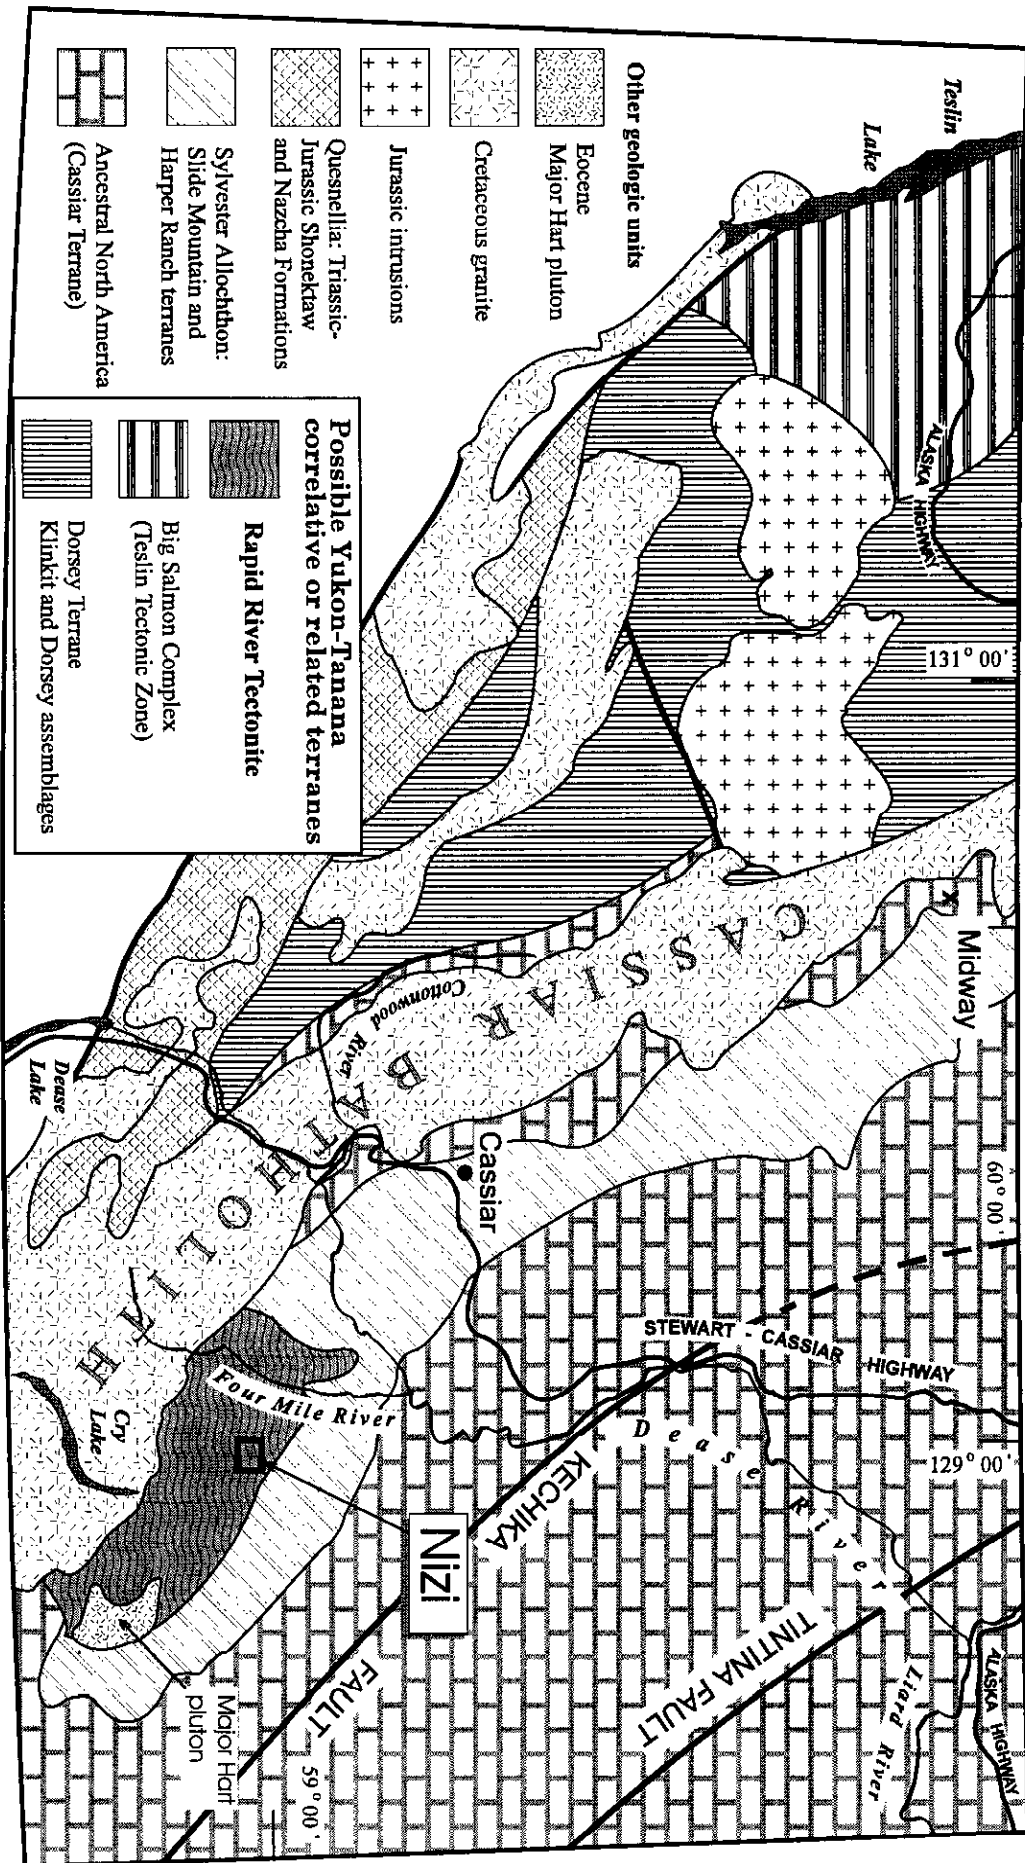 Teslin
Lake
ALASKA HIGHWAY
131° 00'
Midway
x
60° 00'
129° 00'
ALASKA HIGHWAY
Liard River
STEWART - CASSIAR HIGHWAY
Dease River
TINTINA FAULT
KECHIKA
FAULT
CASSIAR
BATHOLITH
Cottonwood River
Cassiar
Four Mile River
Nizi
Dease
Lake
Cry
Lake
Major Hart
pluton
59° 00'
Other geologic units
Eocene
Major Hart pluton
Cretaceous granite
Jurassic intrusions
Quesnellia: Triassic-
Jurassic Shonektaw
and Nazcha Formations
Sylvester Allochthon:
Slide Mountain and
Harper Ranch terranes
Ancestral North America
(Cassiar Terrane)
Possible Yukon-Tanana
correlative or related terranes
Rapid River Tectonite
Big Salmon Complex
(Teslin Tectonic Zone)
Dorsey Terrane
Klinkit and Dorsey assemblages